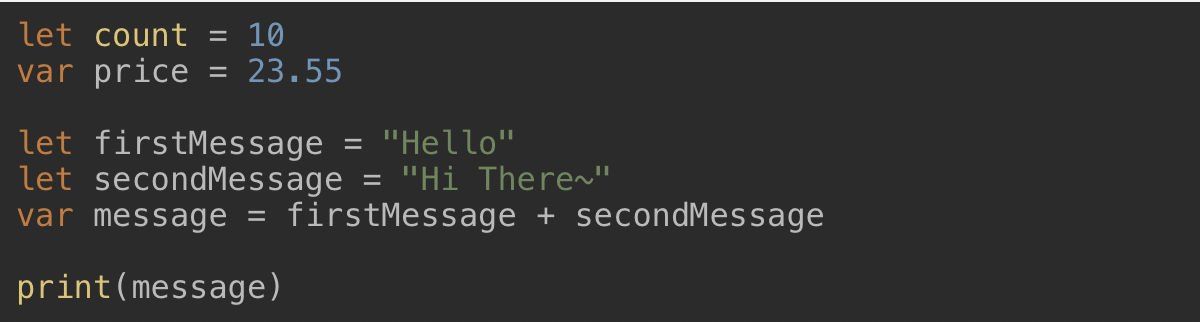 let count = 10
var price = 23.55
let firstMessage = "Hello"
let secondMessage = "Hi There~"
var message = firstMessage + secondMessage
print(message)